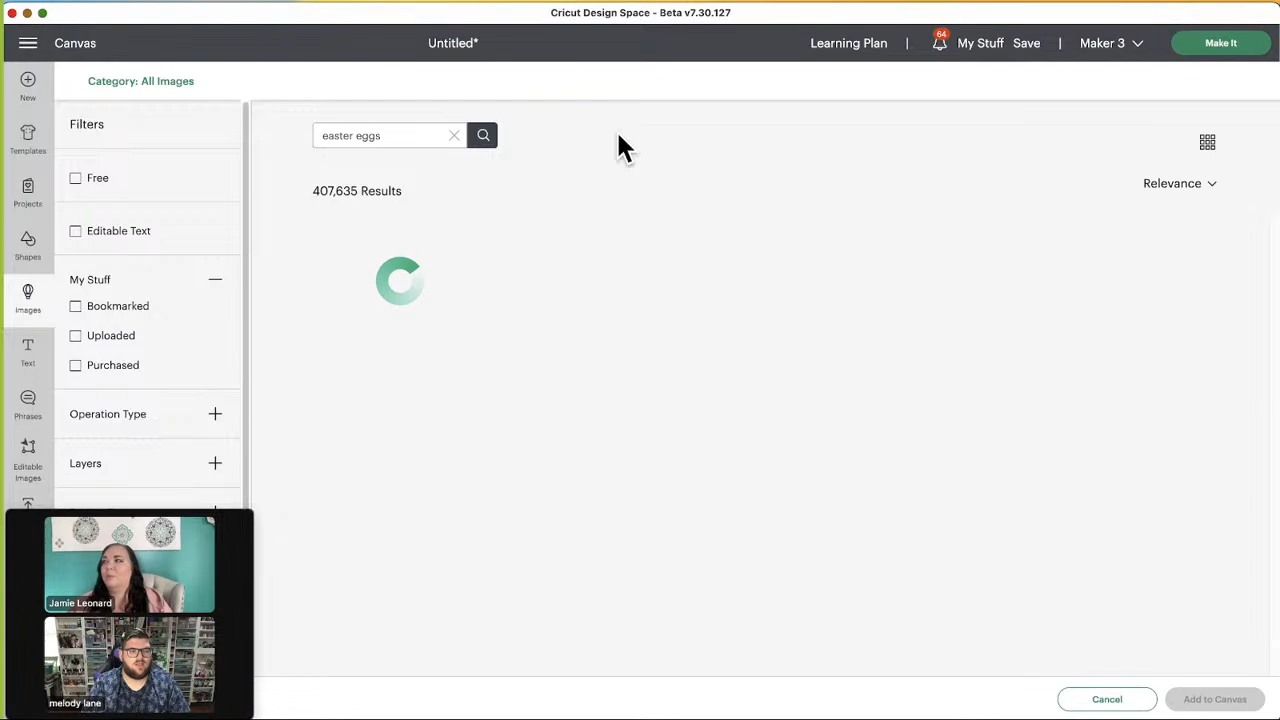 Cricut Design Space - Beta v7.30.127
Canvas
Untitled*
Learning Plan | 64 My Stuff Save | Maker 3 Make It
New
Templates
Projects
Shapes
Images
Text
Phrases
Editable
Images
Category: All Images
Filters
Free
Editable Text
My Stuff
Bookmarked
Uploaded
Purchased
Operation Type
Layers
easter eggs
407,635 Results
Relevance
Jamie Leonard
melody lane
Cancel Add to Canvas